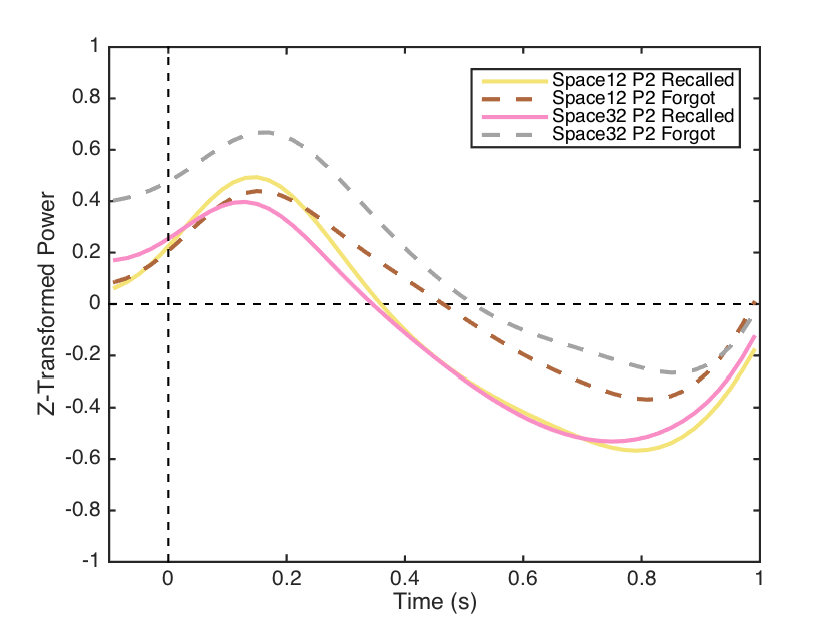 1
0.8
0.6
0.4
0.2
0
-0.2
-0.4
-0.6
-0.8
-1
Z-Transformed Power
Space12 P2 Recalled
Space12 P2 Forgot
Space32 P2 Recalled
Space32 P2 Forgot
0 0.2 0.4 0.6 0.8 1
Time (s)